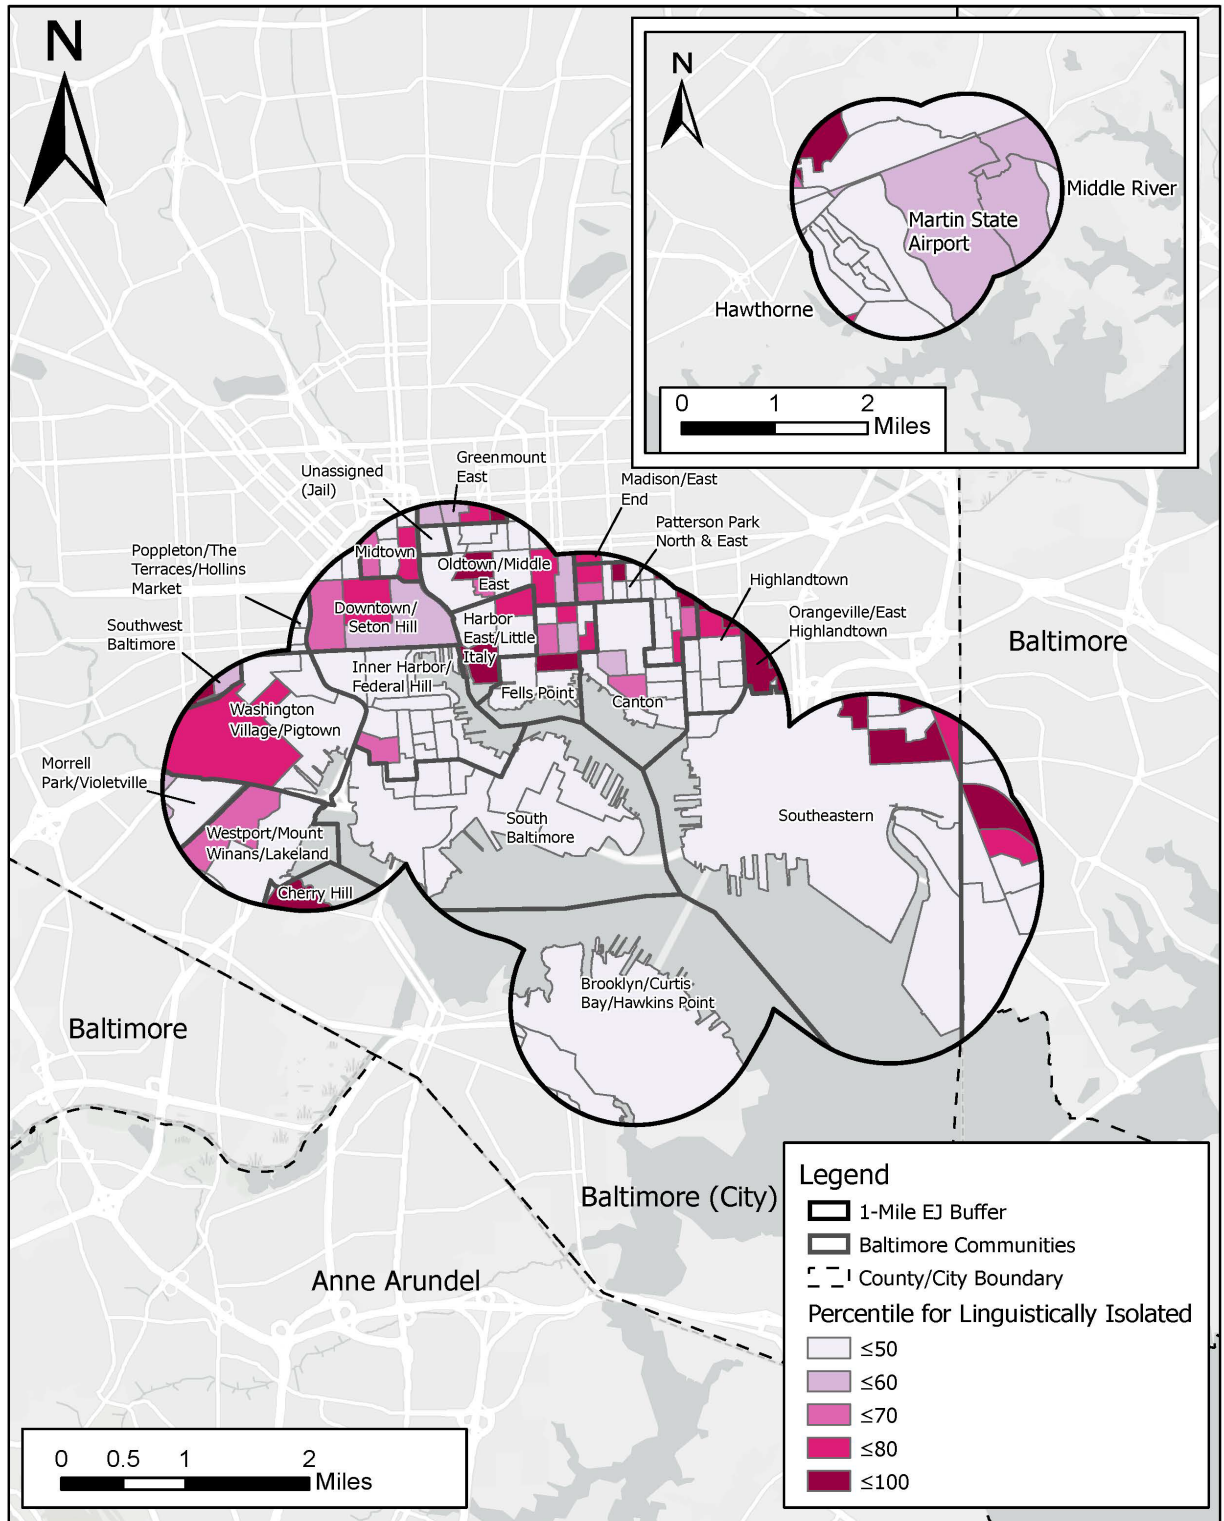 N
N
Middle River
Martin State
Airport
Hawthorne
0
1
2
Miles
Greenmount
East
Unassigned
(Jail)
Madison/East
End
Patterson Park
North & East
Poppleton/The
Terraces/Hollins
Market
Midtown
Oldtown/Middle
East
Highlandtown
Orangeville/East
Highlandtown
Downtown/
Seton Hill
Harbor
East/Little
Italy
Southwest
Baltimore
Baltimore
Inner Harbor/
Federal Hill
Fells Point
Canton
Washington
Village/Pigtown
Morrell
Park/Violetville
South
Baltimore
Southeastern
Westport/Mount
Winans/Lakeland
Cherry Hill
Brooklyn/Curtis
Bay/Hawkins Point
Baltimore
Baltimore (City)
Anne Arundel
Legend
1-Mile EJ Buffer
Baltimore Communities
County/City Boundary
Percentile for Linguistically Isolated
≤50
≤60
≤70
≤80
≤100
0
0.5
1
2
Miles